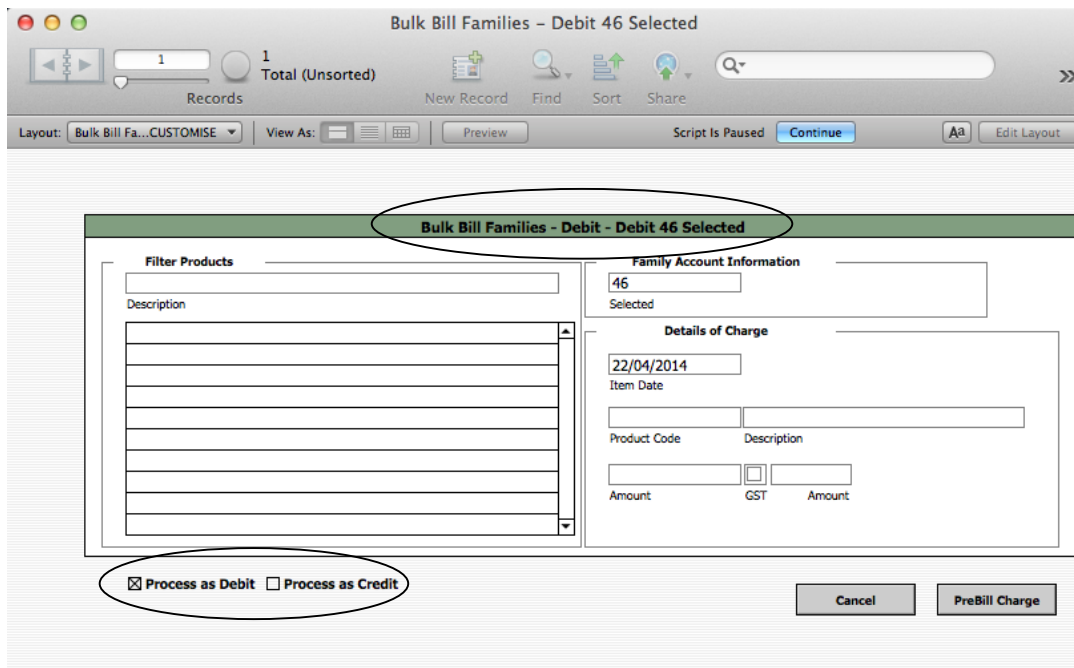 Bulk Bill Families – Debit 46 Selected
1
1
Total (Unsorted)
Records
New Record Find Sort Share
Layout: Bulk Bill Fa...CUSTOMISE View As: Preview Script Is Paused Continue Aa Edit Layout
Bulk Bill Families - Debit - Debit 46 Selected
Filter Products
Description
Family Account Information
46
Selected
Details of Charge
22/04/2014
Item Date
Product Code Description
Amount GST Amount
Process as Debit Process as Credit
Cancel PreBill Charge